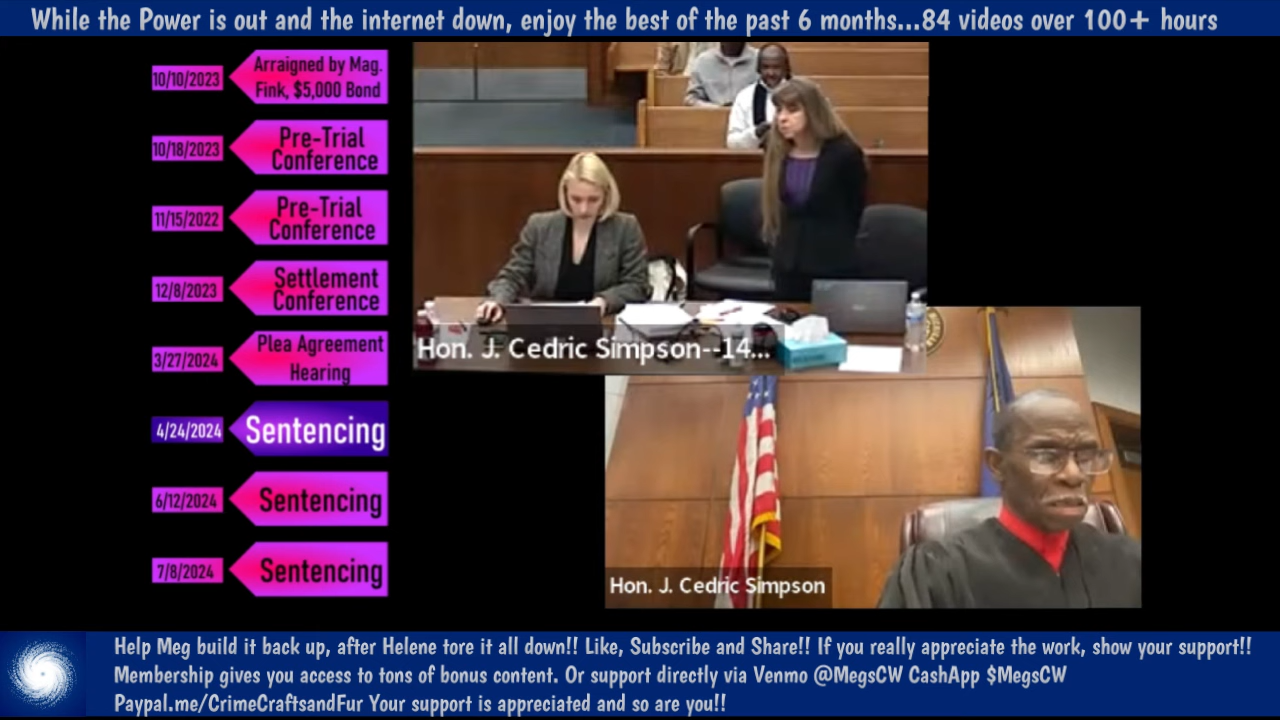 While the Power is out and the internet down, enjoy the best of the past 6 months...84 videos over 100+ hours
10/10/2023
Arraigned by Mag.
Fink, $5,000 Bond
10/18/2023
Pre-Trial
Conference
11/15/2022
Pre-Trial
Conference
12/8/2023
Settlement
Conference
3/27/2024
Plea Agreement
Hearing
4/24/2024
Sentencing
6/12/2024
Sentencing
7/8/2024
Sentencing
Hon. J. Cedric Simpson--14...
Hon. J. Cedric Simpson
Help Meg build it back up, after Helene tore it all down!! Like, Subscribe and Share!! If you really appreciate the work, show your support!!
Membership gives you access to tons of bonus content. Or support directly via Venmo @MegsCW CashApp $MegsCW
Paypal.me/CrimeCraftsandFur Your support is appreciated and so are you!!